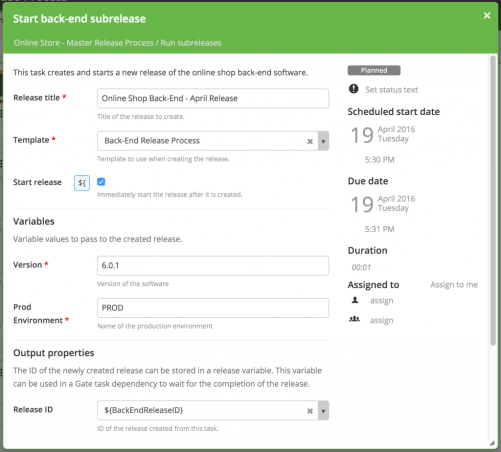 Start back-end subrelease
×
Online Store - Master Release Process / Run subreleases
This task creates and starts a new release of the online shop back-end software.
Release title *
Online Shop Back-End - April Release
Title of the release to create.
Template *
Back-End Release Process
Template to use when creating the release.
Start release
${
Immediately start the release after it is created.
Variables
Variable values to pass to the created release.
Version *
6.0.1
Version of the software
Prod
Environment *
PROD
Name of the production environment
Output properties
The ID of the newly created release can be stored in a release variable. This variable
can be used in a Gate task dependency to wait for the completion of the release.
Release ID
${BackEndReleaseID}
ID of the release created from this task.
Planned
Set status text
Scheduled start date
19 April 2016
Tuesday
5:30 PM
Due date
19 April 2016
Tuesday
5:31 PM
Duration
00:01
Assigned to Assign to me
assign
assign